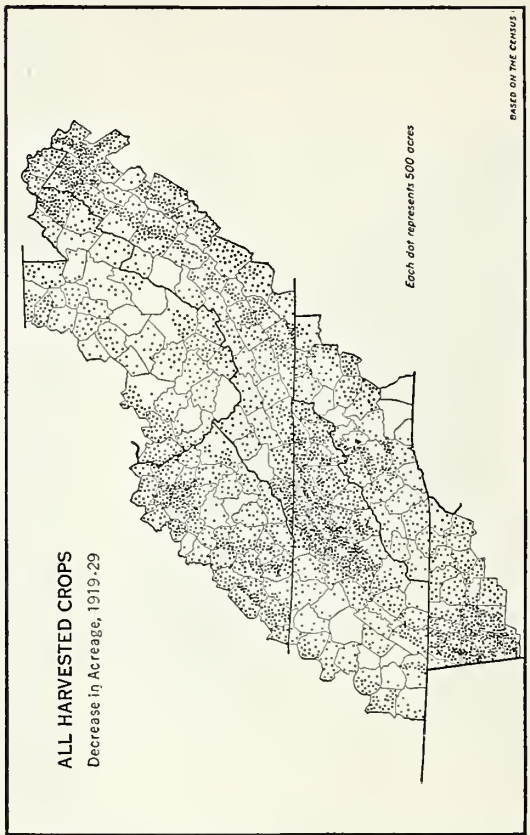 ALL HARVESTED CROPS
Decrease in Acreage, 1919-29
Each dot represents 500 acres
BASED ON THE CENSUS